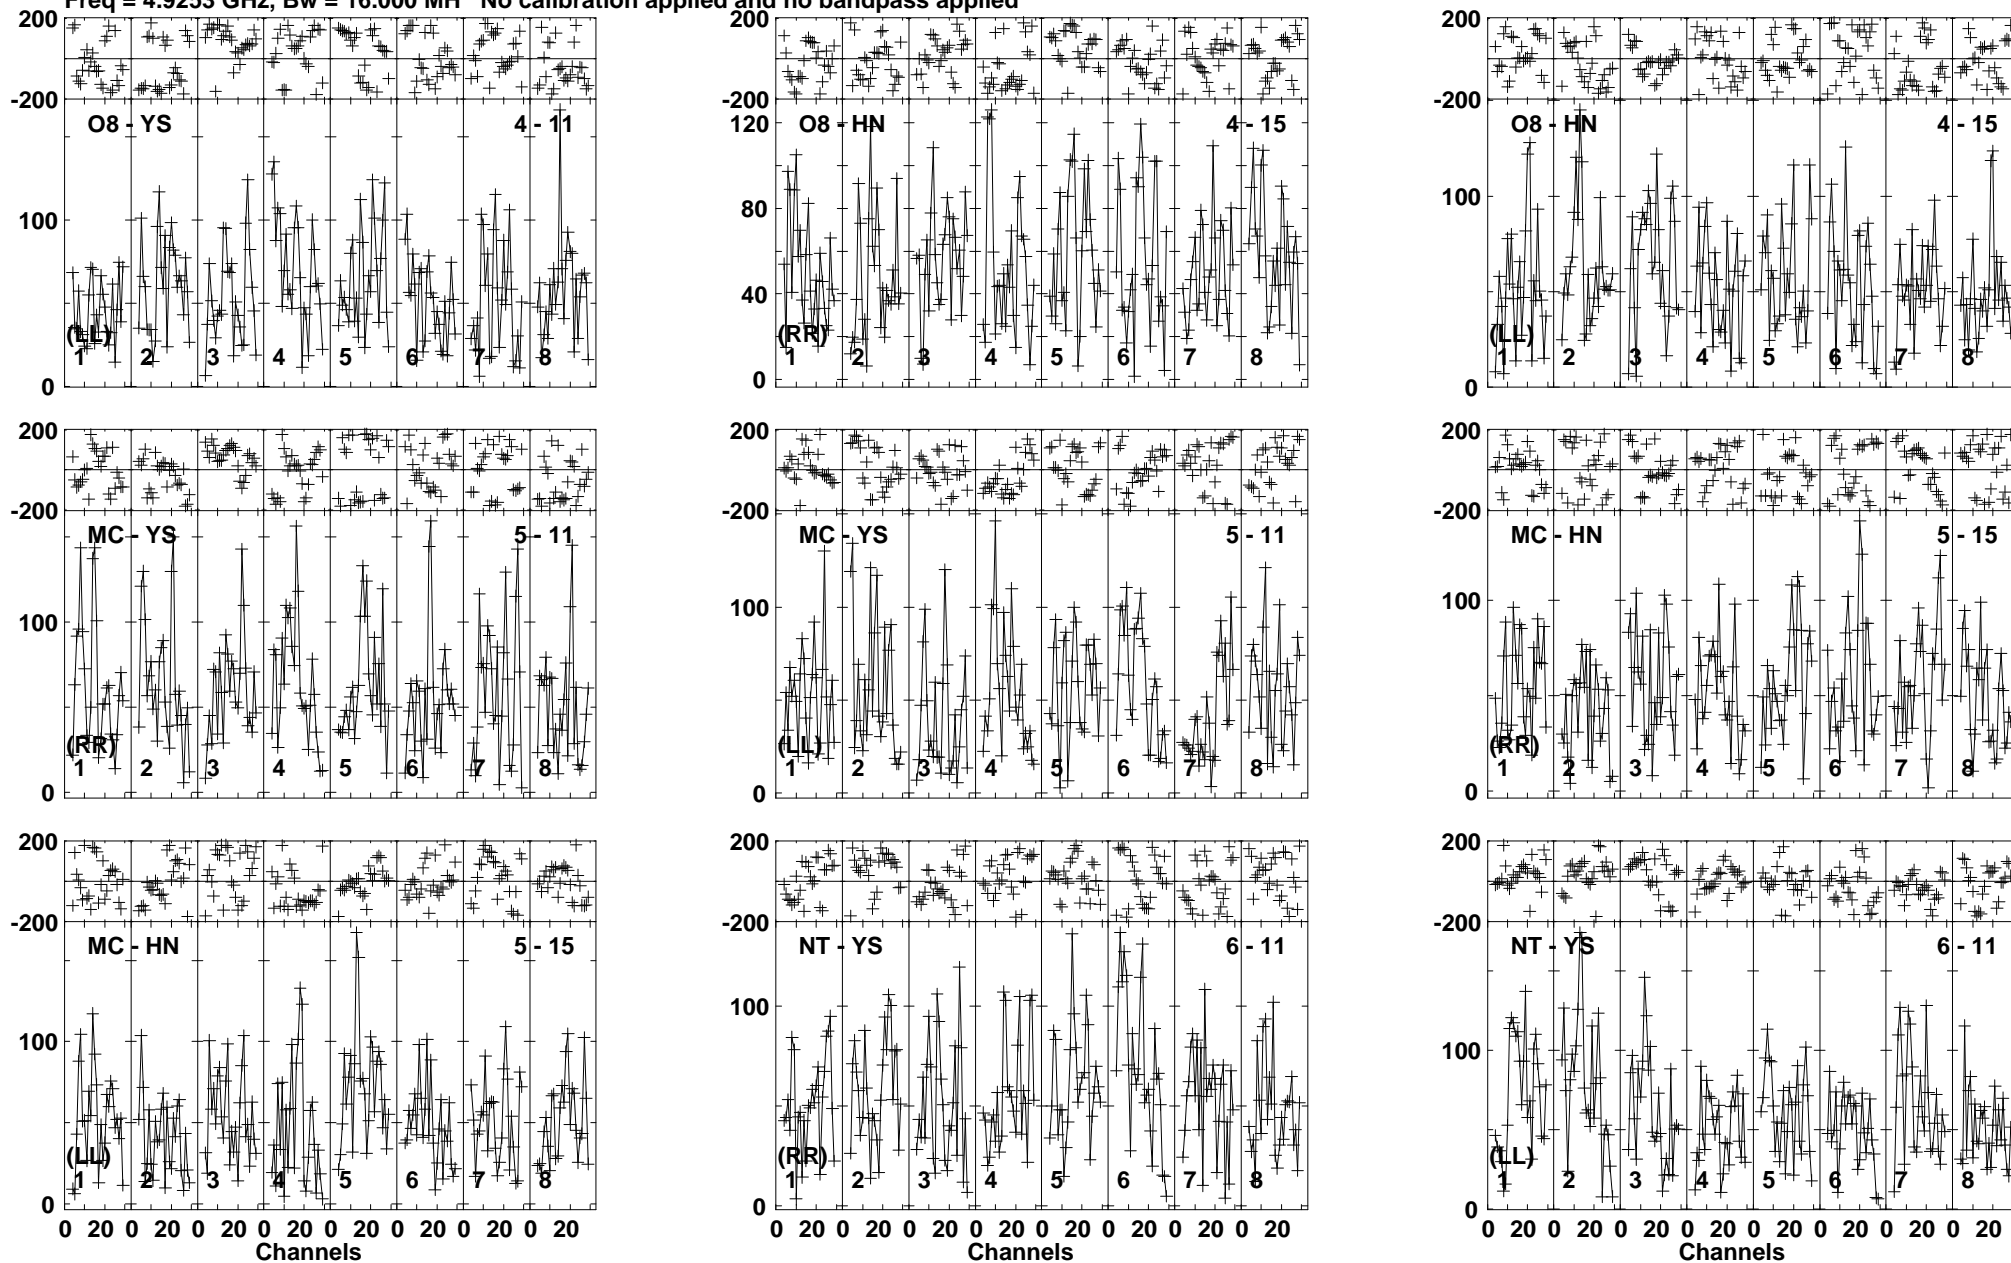 Freq = 4.9253 GHz, Bw = 16.000 MH No calibration applied and no bandpass applied
200 200 200
-200 -200 -200
O8 - YS 4 - 11 O8 - HN 4 - 15 O8 - HN 4 - 15
120
100 100
80
40
(LL) (RR) (LL)
1 2 3 4 5 6 7 8 1 2 3 4 5 6 7 8 1 2 3 4 5 6 7 8
0 0 0
200 200 200
-200 -200 -200
MC - YS 5 - 11 MC - YS 5 - 11 MC - HN 5 - 15
100 100 100
(RR) (LL) (RR)
1 2 3 4 5 6 7 8 1 2 3 4 5 6 7 8 1 2 3 4 5 6 7 8
0 0 0
200 200 200
-200 -200 -200
MC - HN 5 - 15 NT - YS 6 - 11 NT - YS 6 - 11
100 100 100
(LL) (RR) (LL)
1 2 3 4 5 6 7 8 1 2 3 4 5 6 7 8 1 2 3 4 5 6 7 8
0 0 0
0 20 0 20 0 20 0 20 0 20 0 20 0 20 0 20 0 20 0 20 0 20 0 20 0 20 0 20 0 20 0 20 0 20 0 20 0 20 0 20 0 20 0 20 0 20 0 20
Channels Channels Channels